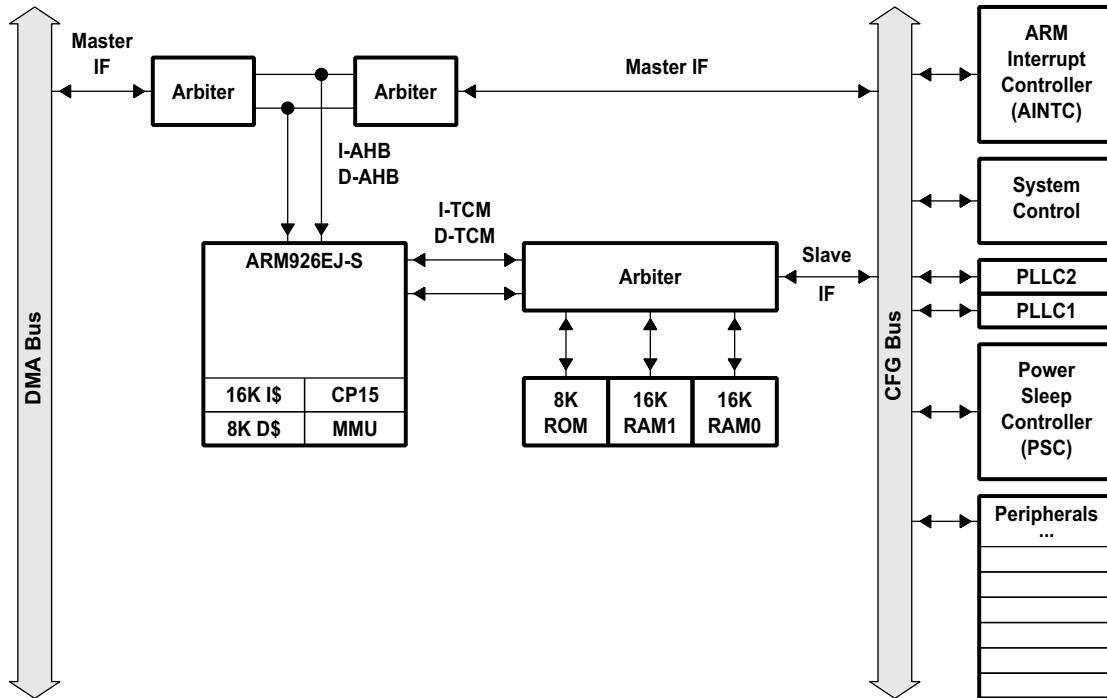 DMA Bus
Master
IF
Arbiter
Arbiter
Master IF
I-AHB
D-AHB
ARM926EJ-S
16K I$
CP15
8K D$
MMU
I-TCM
D-TCM
Arbiter
Slave
IF
8K
ROM
16K
RAM1
16K
RAM0
CFG Bus
ARM
Interrupt
Controller
(AINTC)
System
Control
PLLC2
PLLC1
Power
Sleep
Controller
(PSC)
Peripherals
...